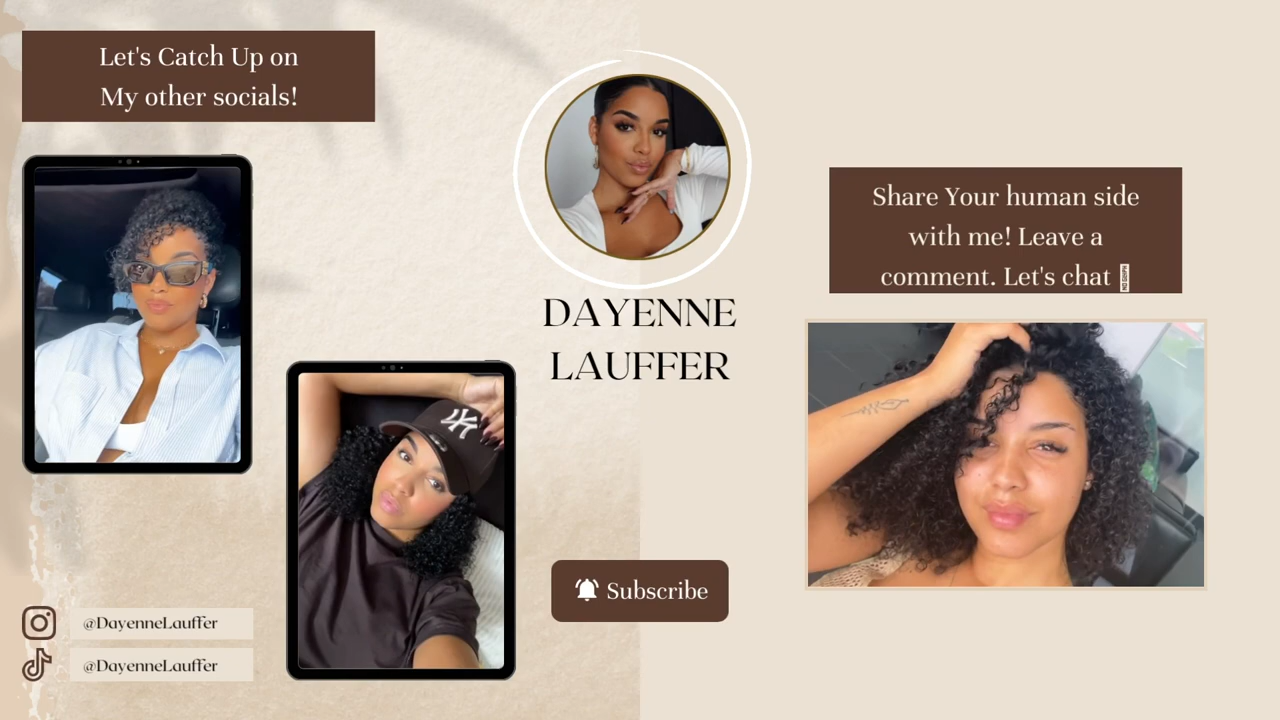 Let's Catch Up on
My other socials!
DAYENNE
LAUFFER
Share Your human side
with me! Leave a
comment. Let's chat
Subscribe
@DayenneLauffer
@DayenneLauffer
NY